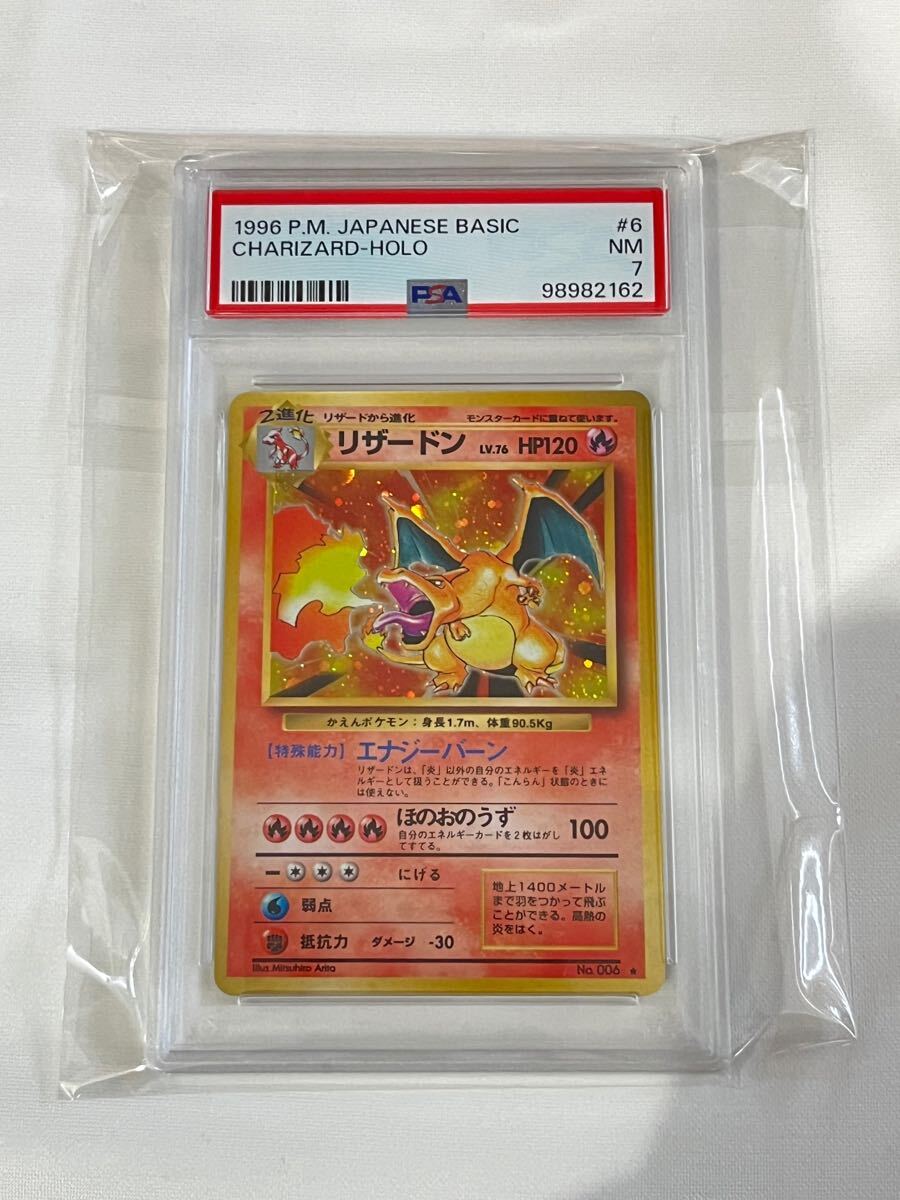 1996 P.M. JAPANESE BASIC #6
CHARIZARD-HOLO NM
7
PSA 98982162
2進化 リザードから進化 モンスターカードに重ねて使います。
リザードン LV.76 HP120
かえんポケモン：身長1.7m、体重90.5Kg
【特殊能力】エナジーバーン
リザードンは、「炎」以外の自分のエネルギーを「炎」エネ
ルギーとして扱うことができる。「こんらん」状態のときに
は使えない。
ほのおのうず 100
自分のエネルギーカードを2枚はがし
てすてる。
にげる
弱点
抵抗力 ダメージ -30
地上1400メートル
まで羽をつかって飛ぶ
ことができる。高熱の
炎をはく。
Illus. Mitsuhiro Arita No. 006 ★